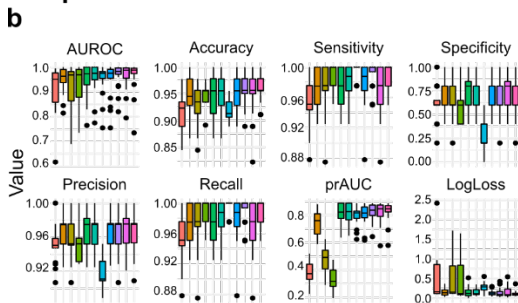 b
AUROC Accuracy Sensitivity Specificity
1.0 1.00 1.00 1.00
0.9 0.95 0.96 0.75
0.8 0.90 0.92 0.50
0.7 0.85 0.88 0.25
0.6 0.00
Value
Precision Recall prAUC LogLoss
1.00 1.00 0.8 2.5
0.96 0.96 0.6 2.0
0.92 0.92 0.4 1.5
0.88 0.2 1.0
0.5
0.0